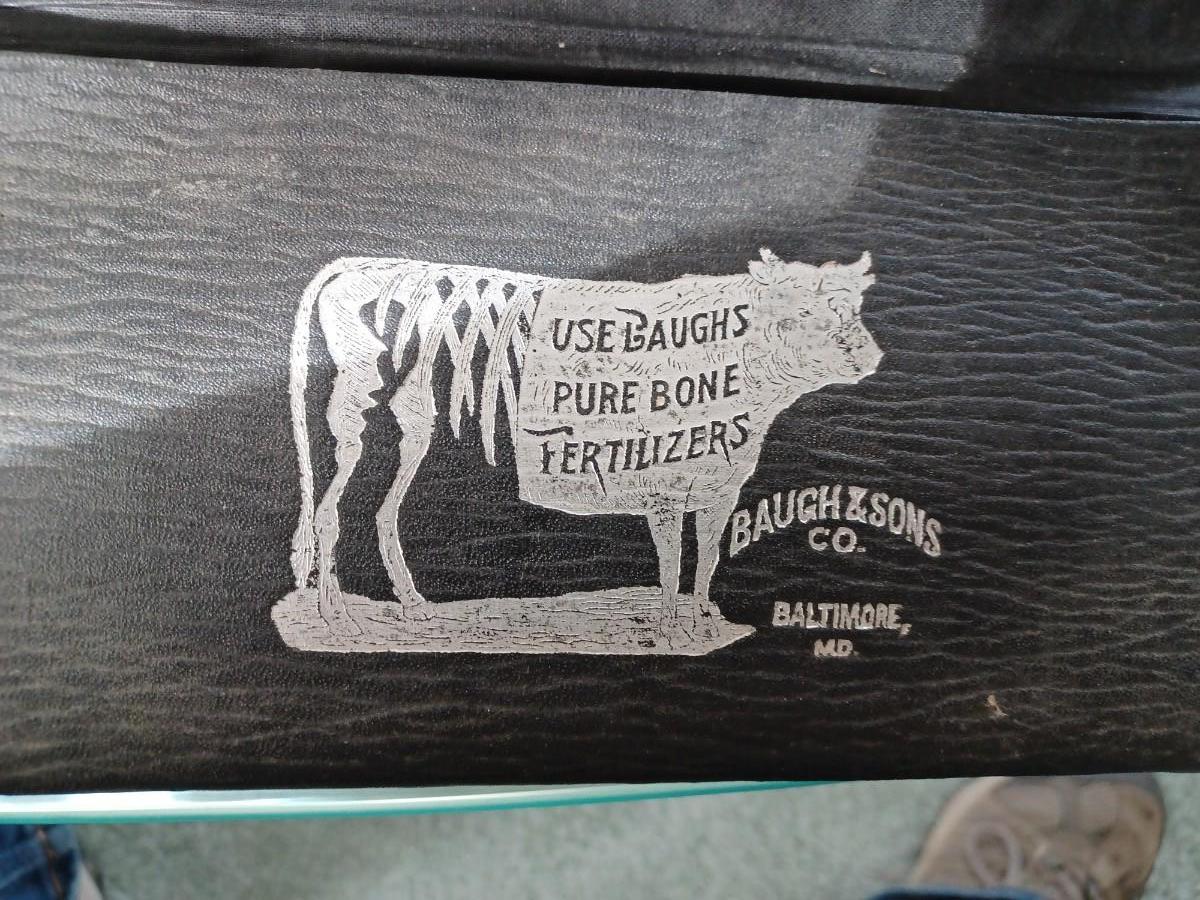 USE BAUGHS
PURE BONE
FERTILIZERS
BAUGH & SONS
CO.
BALTIMORE,
MD.